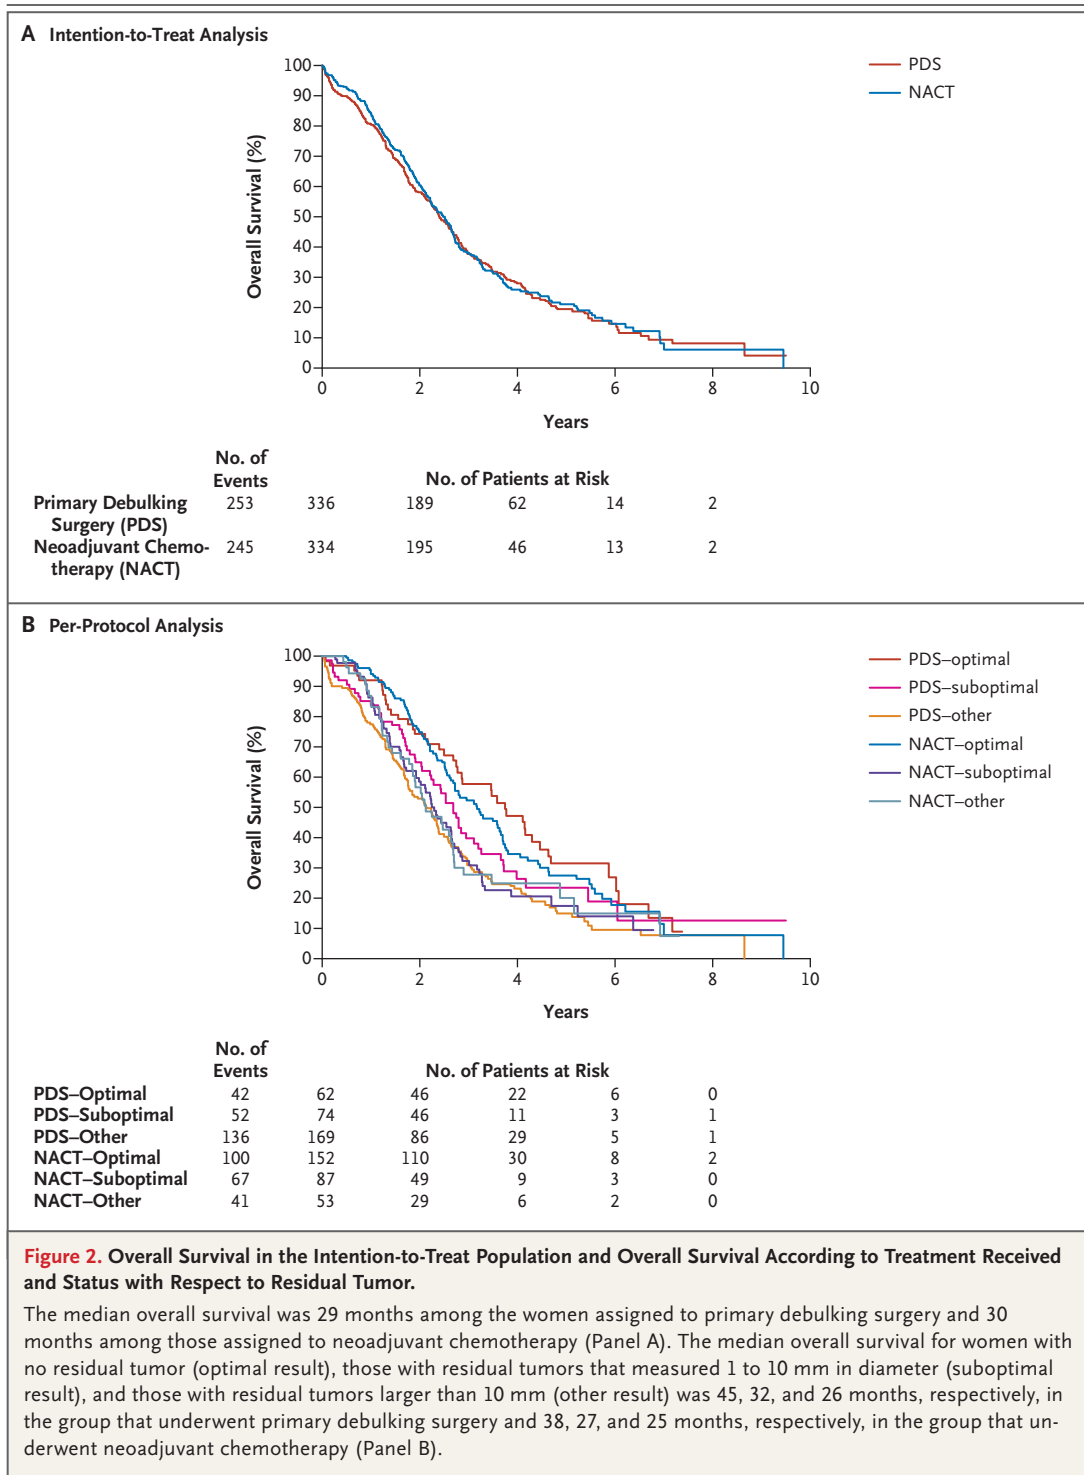 A Intention-to-Treat Analysis
PDS
NACT
Overall Survival (%)
100
90
80
70
60
50
40
30
20
10
0
0 2 4 6 8 10
Years
No. of
Events No. of Patients at Risk
Primary Debulking 253 336 189 62 14 2
Surgery (PDS)
Neoadjuvant Chemo- 245 334 195 46 13 2
therapy (NACT)
B Per-Protocol Analysis
PDS–optimal
PDS–suboptimal
PDS–other
NACT–optimal
NACT–suboptimal
NACT–other
Overall Survival (%)
100
90
80
70
60
50
40
30
20
10
0
0 2 4 6 8 10
Years
No. of
Events No. of Patients at Risk
PDS–Optimal 42 62 46 22 6 0
PDS–Suboptimal 52 74 46 11 3 1
PDS–Other 136 169 86 29 5 1
NACT–Optimal 100 152 110 30 8 2
NACT–Suboptimal 67 87 49 9 3 0
NACT–Other 41 53 29 6 2 0
Figure 2. Overall Survival in the Intention-to-Treat Population and Overall Survival According to Treatment Received
and Status with Respect to Residual Tumor.
The median overall survival was 29 months among the women assigned to primary debulking surgery and 30
months among those assigned to neoadjuvant chemotherapy (Panel A). The median overall survival for women with
no residual tumor (optimal result), those with residual tumors that measured 1 to 10 mm in diameter (suboptimal
result), and those with residual tumors larger than 10 mm (other result) was 45, 32, and 26 months, respectively, in
the group that underwent primary debulking surgery and 38, 27, and 25 months, respectively, in the group that un-
derwent neoadjuvant chemotherapy (Panel B).